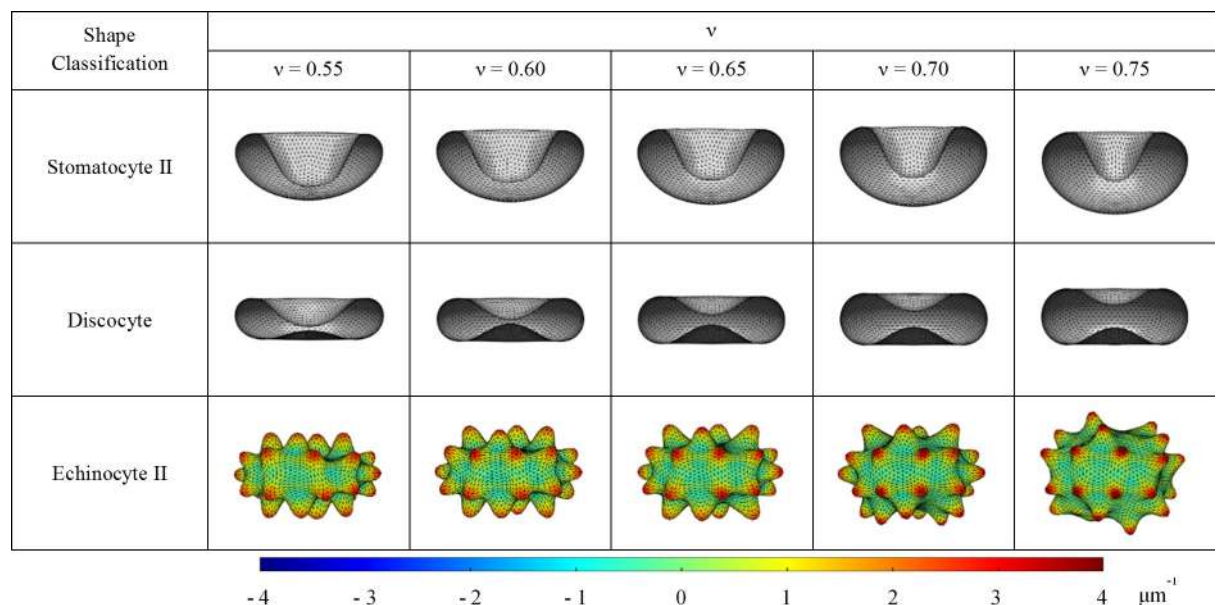 Shape
Classification
ν
ν = 0.55 ν = 0.60 ν = 0.65 ν = 0.70 ν = 0.75
Stomatocyte II
Discocyte
Echinocyte II
- 4 - 3 - 2 - 1 0 1 2 3 4 μm⁻¹